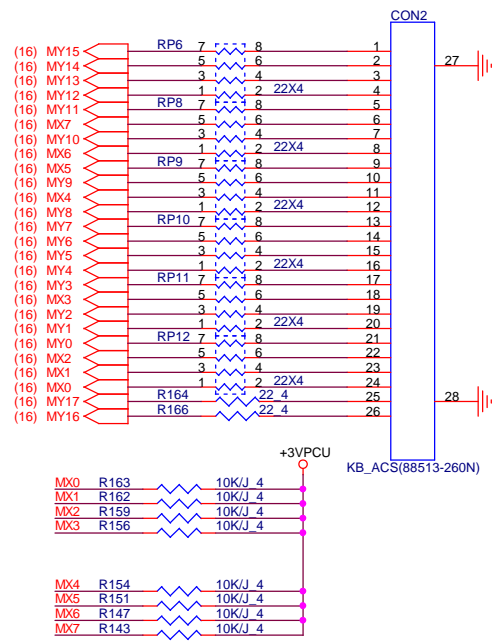 CON2
(16) MY15 RP6 7 8 1
(16) MY14 5 6 2 27
(16) MY13 3 4 3
(16) MY12 1 2 22X4 4
(16) MY11 RP8 7 8 5
(16) MX7 5 6 6
(16) MY10 3 4 7
(16) MX6 1 2 22X4 8
(16) MX5 RP9 7 8 9
(16) MY9 5 6 10
(16) MX4 3 4 11
(16) MY8 1 2 22X4 12
(16) MY7 RP10 7 8 13
(16) MY6 5 6 14
(16) MY5 3 4 15
(16) MY4 1 2 22X4 16
(16) MY3 RP11 7 8 17
(16) MX3 5 6 18
(16) MY2 3 4 19
(16) MY1 1 2 22X4 20
(16) MY0 RP12 7 8 21
(16) MX2 5 6 22
(16) MX1 3 4 23
(16) MX0 1 2 22X4 24
(16) MY17 R164 22_4 25 28
(16) MY16 R166 22_4 26
+3VPCU
KB_ACS(88513-260N)
MX0 R163 10K/J_4
MX1 R162 10K/J_4
MX2 R159 10K/J_4
MX3 R156 10K/J_4
MX4 R154 10K/J_4
MX5 R151 10K/J_4
MX6 R147 10K/J_4
MX7 R143 10K/J_4